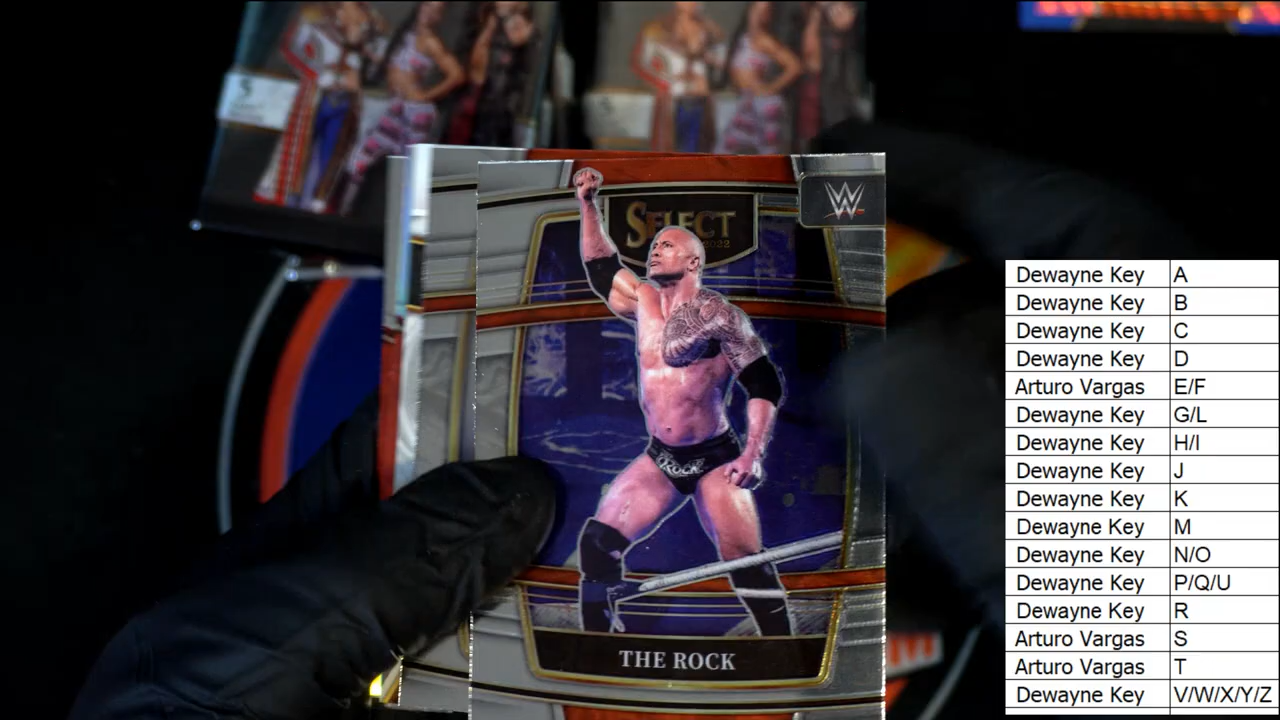 W
SELECT
2022
ROCK
THE ROCK
Dewayne Key A
Dewayne Key B
Dewayne Key C
Dewayne Key D
Arturo Vargas E/F
Dewayne Key G/L
Dewayne Key H/I
Dewayne Key J
Dewayne Key K
Dewayne Key M
Dewayne Key N/O
Dewayne Key P/Q/U
Dewayne Key R
Arturo Vargas S
Arturo Vargas T
Dewayne Key V/W/X/Y/Z